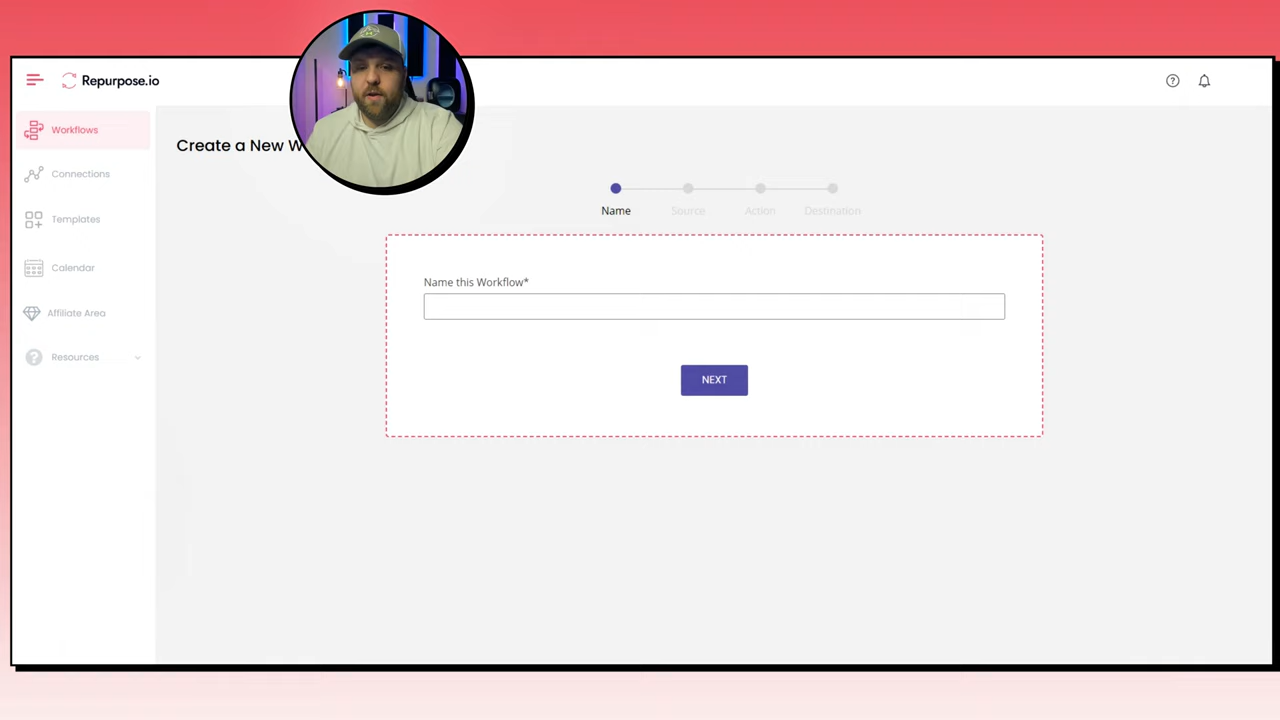 Repurpose.io
Workflows
Connections
Templates
Calendar
Affiliate Area
Resources
Create a New W
Name
Source
Action
Destination
Name this Workflow*
NEXT